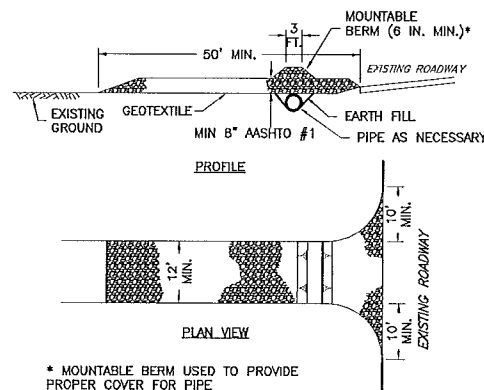 3
FT.
MOUNTABLE
BERM (6 IN. MIN.)*
50' MIN.
EXISTING ROADWAY
EXISTING
GROUND
GEOTEXTILE
EARTH FILL
MIN 8" AASHTO #1
PIPE AS NECESSARY
PROFILE
10'
MIN.
12'
MIN.
EXISTING ROADWAY
10'
MIN.
PLAN VIEW
* MOUNTABLE BERM USED TO PROVIDE
PROPER COVER FOR PIPE